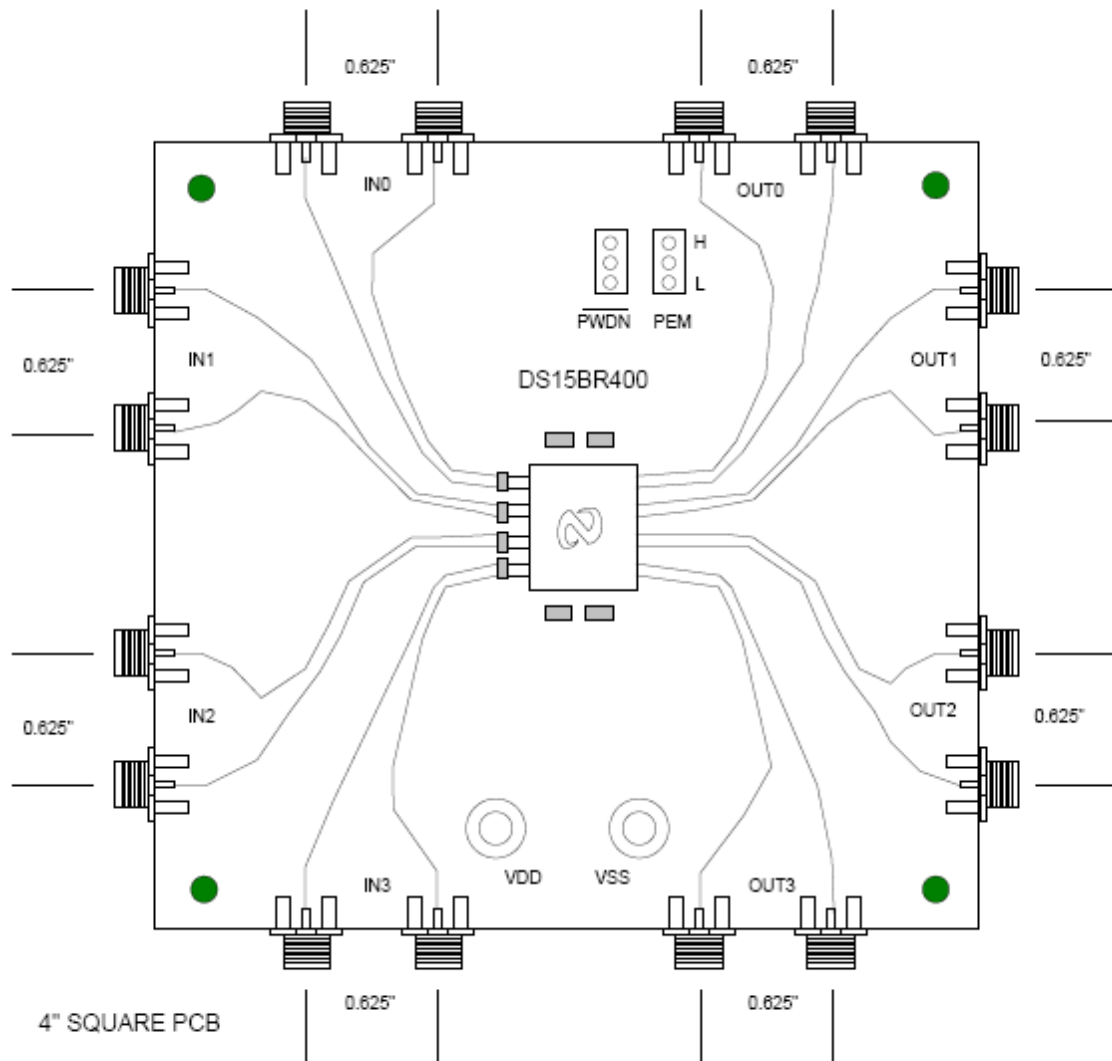 0.625"
0.625"
IN0
OUT0
H
L
PWDN
PEM
IN1
OUT1
0.625"
0.625"
DS15BR400
IN2
OUT2
0.625"
0.625"
VDD
VSS
IN3
OUT3
0.625"
0.625"
4" SQUARE PCB